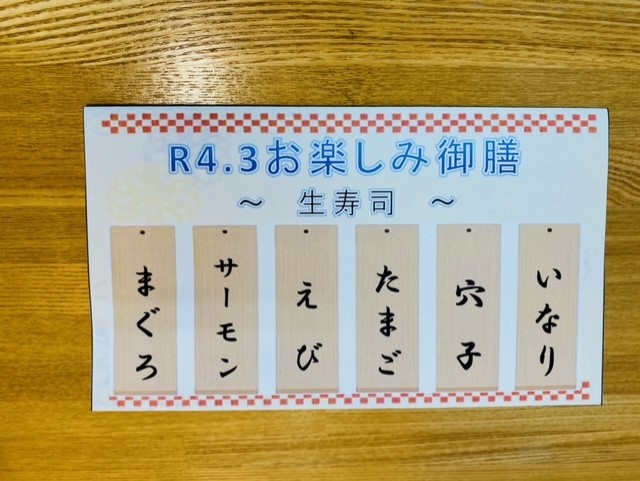 R4.3お楽しみ御膳
～ 生寿司 ～
まぐろ
サーモン
えび
たまご
穴子
いなり